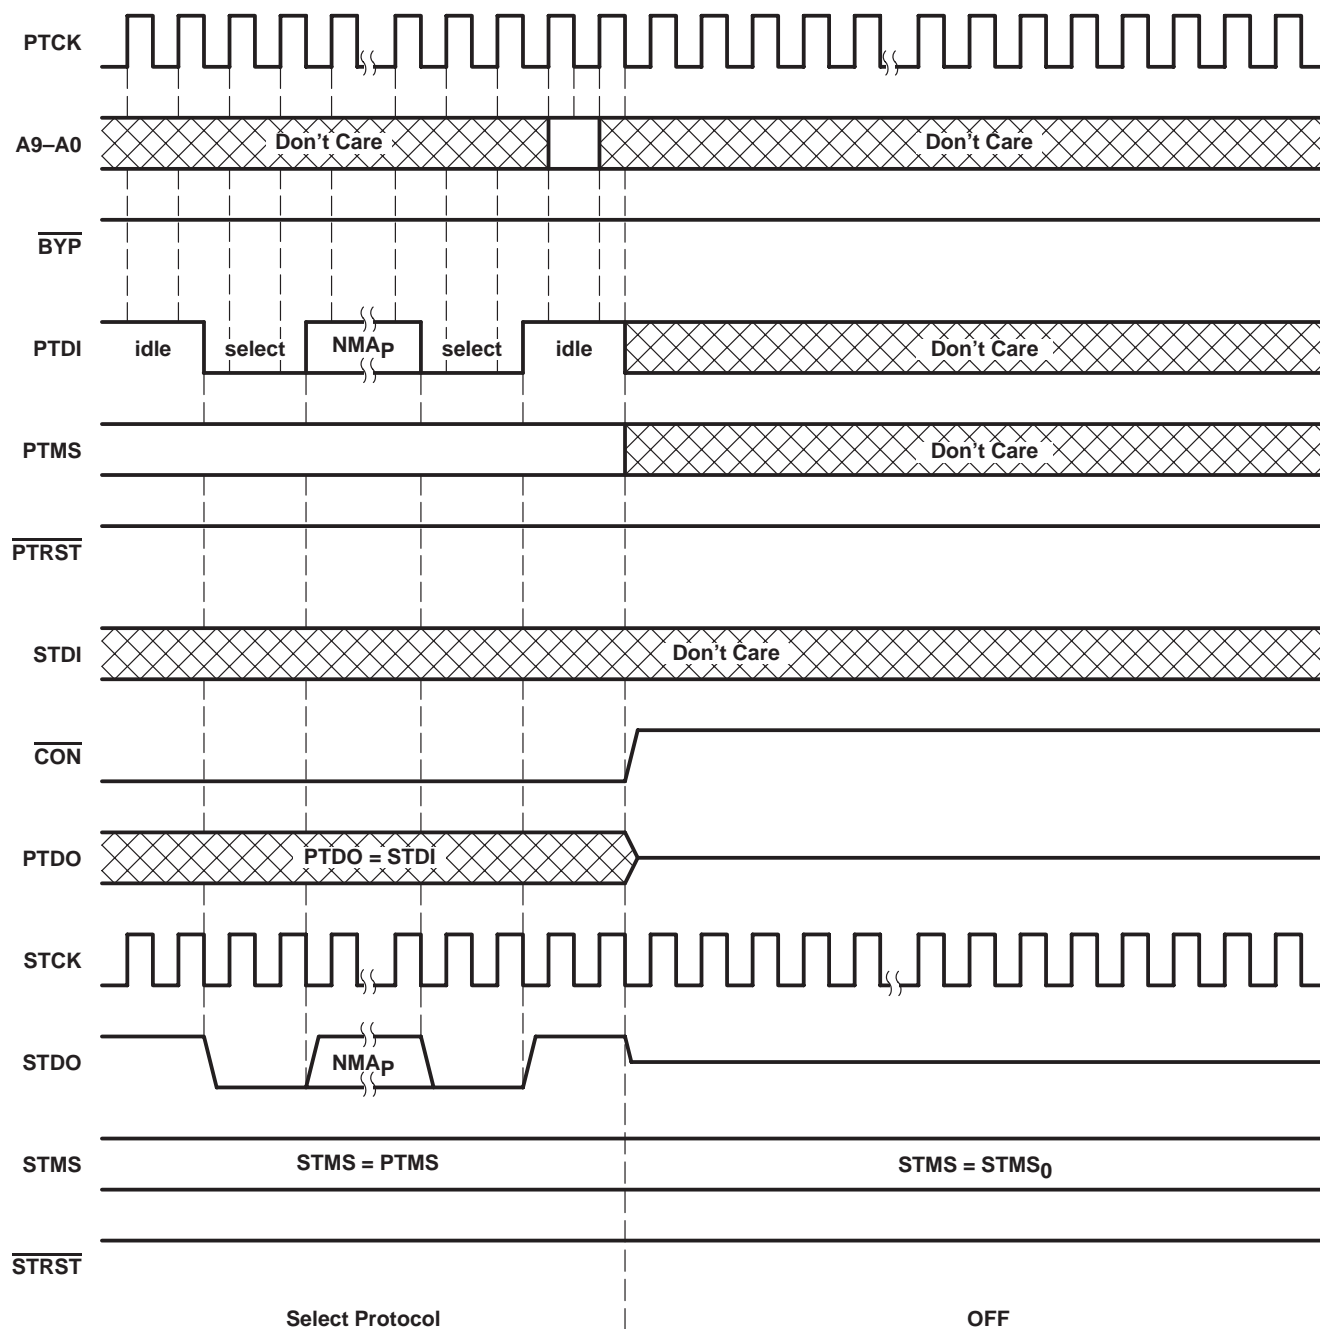 PTCK
A9–A0 Don't Care Don't Care
BYP
PTDI idle select NMAP select idle Don't Care
PTMS Don't Care
PTRST
STDI Don't Care
CON
PTDO PTDO = STDI
STCK
STDO NMAP
STMS STMS = PTMS STMS = STMS0
STRST
Select Protocol OFF